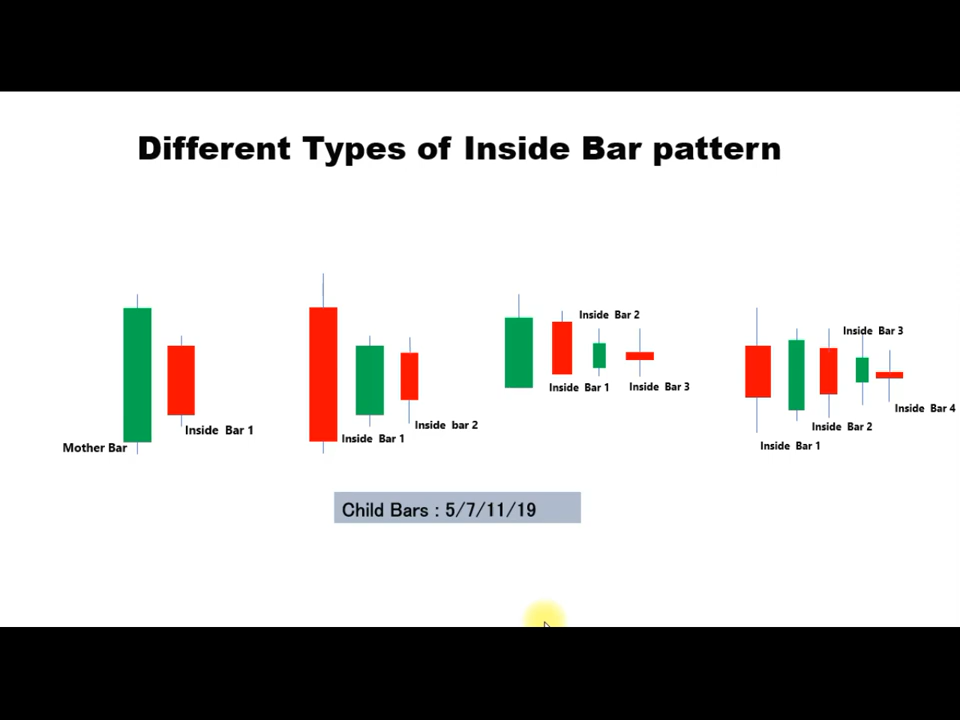 Different Types of Inside Bar pattern
Mother Bar
Inside Bar 1
Inside Bar 1
Inside bar 2
Inside Bar 2
Inside Bar 1
Inside Bar 3
Inside Bar 3
Inside Bar 4
Inside Bar 2
Inside Bar 1
Child Bars : 5/7/11/19